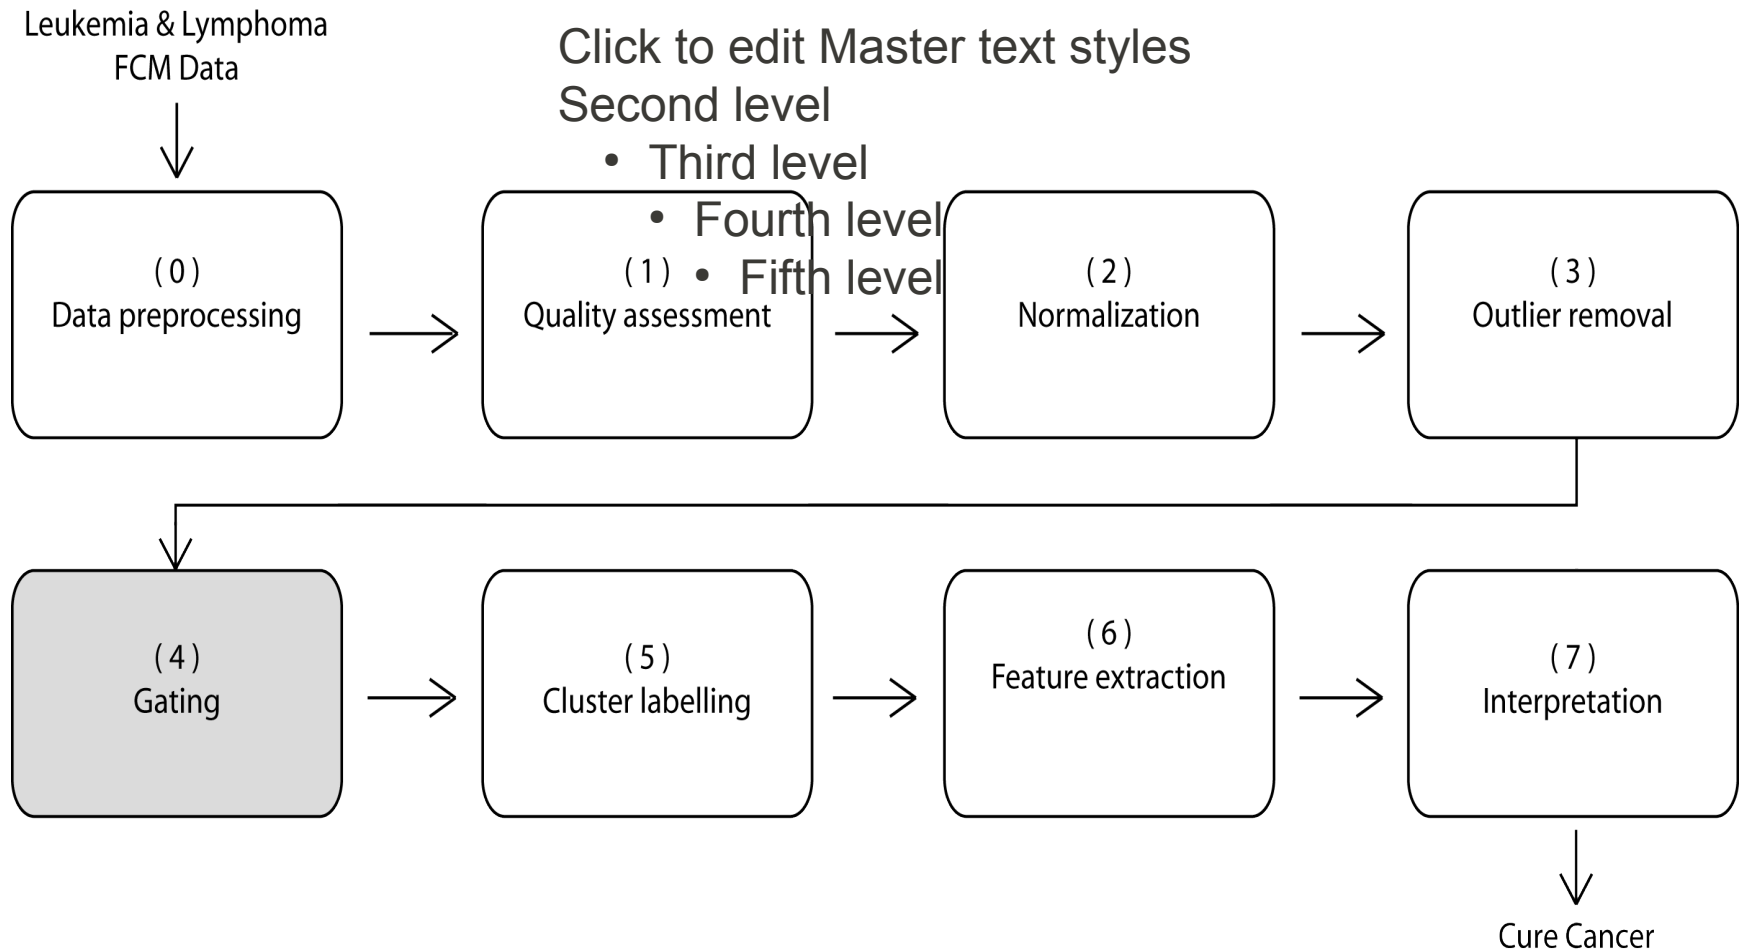 Leukemia & Lymphoma
FCM Data
Click to edit Master text styles
Second level
• Third level
• Fourth level
• Fifth level
( 0 )
Data preprocessing
( 1 )
Quality assessment
( 2 )
Normalization
( 3 )
Outlier removal
( 4 )
Gating
( 5 )
Cluster labelling
( 6 )
Feature extraction
( 7 )
Interpretation
Cure Cancer